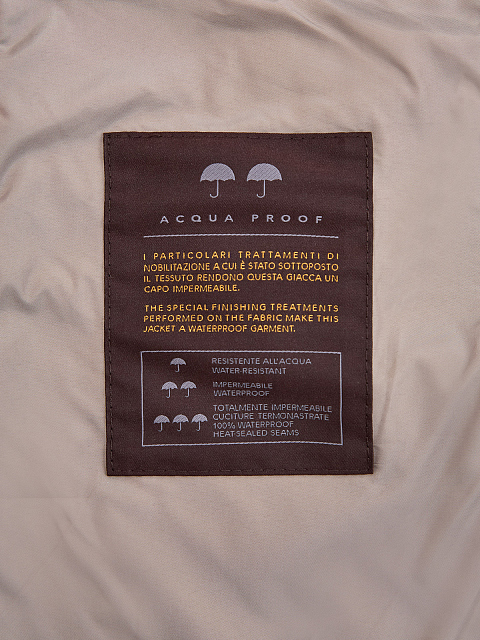 ACQUA PROOF
I PARTICOLARI TRATTAMENTI DI
NOBILITAZIONE A CUI È STATO SOTTOPOSTO
IL TESSUTO RENDONO QUESTA GIACCA UN
CAPO IMPERMEABILE.
THE SPECIAL FINISHING TREATMENTS
PERFORMED ON THE FABRIC MAKE THIS
JACKET A WATERPROOF GARMENT.
RESISTENTE ALL'ACQUA
WATER-RESISTANT
IMPERMEABILE
WATERPROOF
TOTALMENTE IMPERMEABILE
CUCITURE TERMONASTRATE
100% WATERPROOF
HEAT-SEALED SEAMS